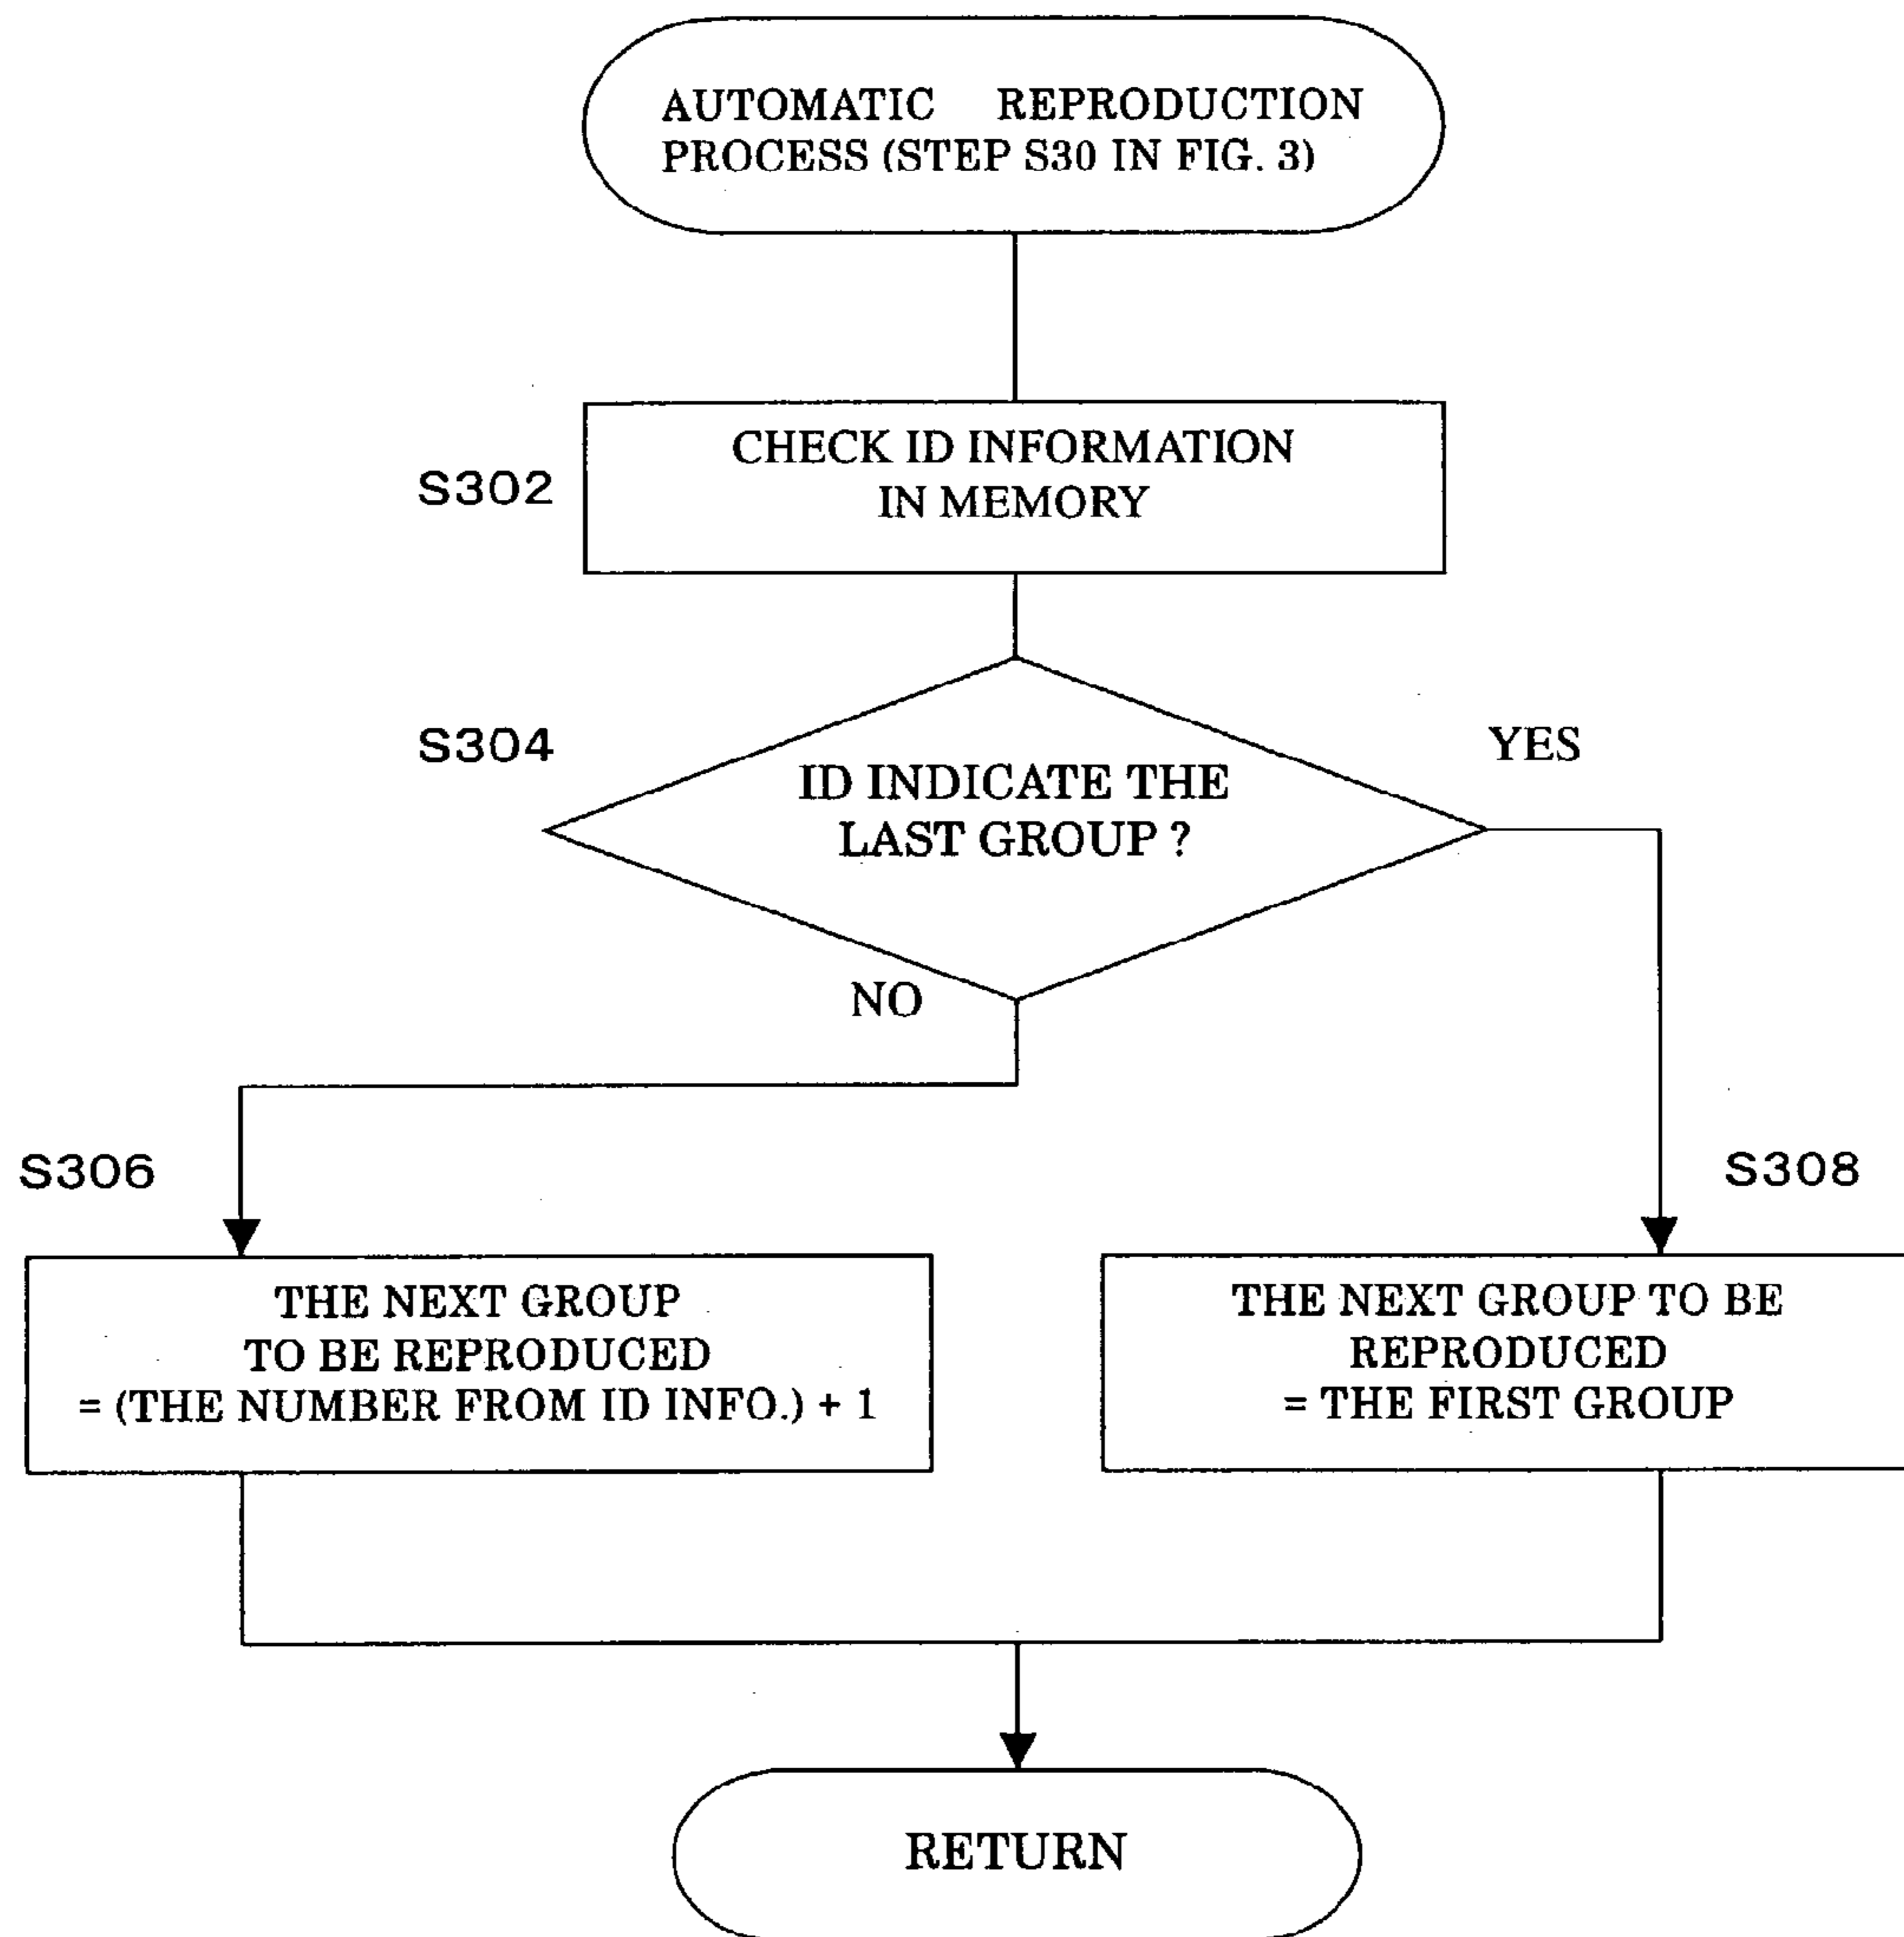 AUTOMATIC REPRODUCTION
PROCESS (STEP S30 IN FIG. 3)
S302
CHECK ID INFORMATION
IN MEMORY
S304
YES
ID INDICATE THE
LAST GROUP ?
NO
S306
S308
THE NEXT GROUP
TO BE REPRODUCED
= (THE NUMBER FROM ID INFO.) + 1
THE NEXT GROUP TO BE
REPRODUCED
= THE FIRST GROUP
RETURN